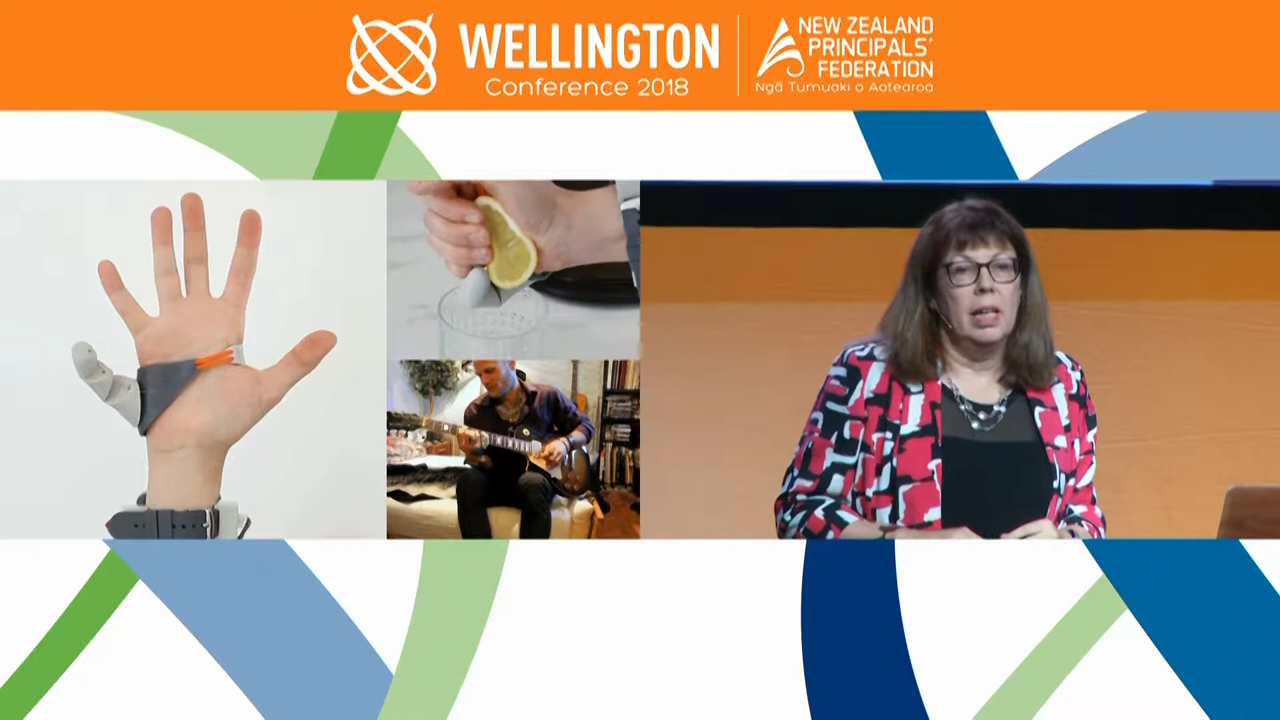 WELLINGTON
Conference 2018
NEW ZEALAND
PRINCIPALS'
FEDERATION
Ngā Tumuaki o Aotearoa